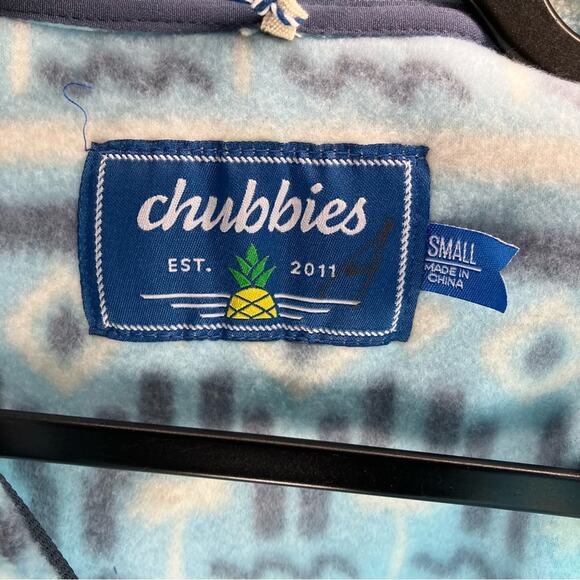 chubbies
EST. 2011
SMALL
MADE IN
CHINA